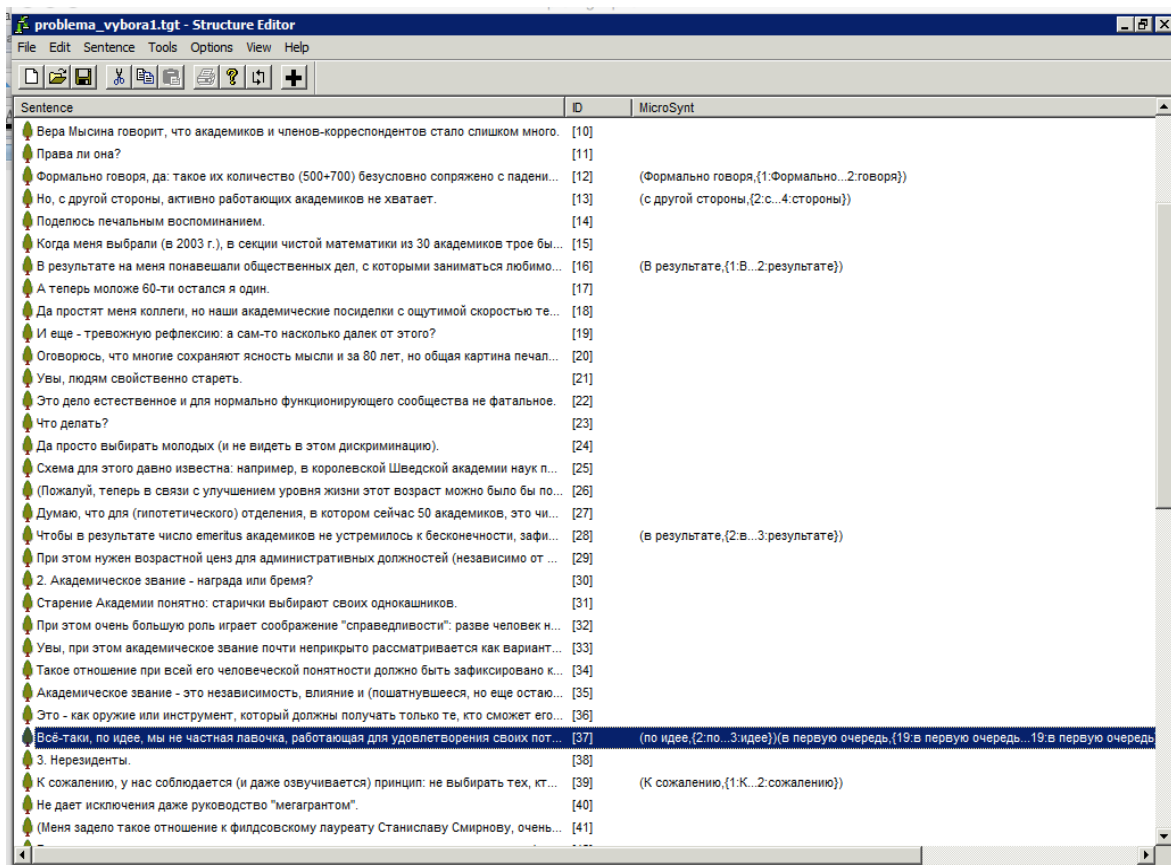 problema_vybora1.tgt - Structure Editor
File Edit Sentence Tools Options View Help
Sentence ID MicroSynt
Вера Мысина говорит, что академиков и членов-корреспондентов стало слишком много. [10]
Права ли она? [11]
Формально говоря, да: такое их количество (500+700) безусловно сопряжено с падени... [12] (Формально говоря,{1:Формально...2:говоря})
Но, с другой стороны, активно работающих академиков не хватает. [13] (с другой стороны,{2:с...4:стороны})
Поделюсь печальным воспоминанием. [14]
Когда меня выбрали (в 2003 г.), в секции чистой математики из 30 академиков трое бы... [15]
В результате на меня понавешали общественных дел, с которыми заниматься любимо... [16] (В результате,{1:В...2:результате})
А теперь моложе 60-ти остался я один. [17]
Да простят меня коллеги, но наши академические посиделки с ощутимой скоростью те... [18]
И еще - тревожную рефлексию: а сам-то насколько далек от этого? [19]
Оговорюсь, что многие сохраняют ясность мысли и за 80 лет, но общая картина печал... [20]
Увы, людям свойственно стареть. [21]
Это дело естественное и для нормально функционирующего сообщества не фатальное. [22]
Что делать? [23]
Да просто выбирать молодых (и не видеть в этом дискриминацию). [24]
Схема для этого давно известна: например, в королевской Шведской академии наук п... [25]
(Пожалуй, теперь в связи с улучшением уровня жизни этот возраст можно было бы по... [26]
Думаю, что для (гипотетического) отделения, в котором сейчас 50 академиков, это чи... [27]
Чтобы в результате число emeritus академиков не устремилось к бесконечности, зафи... [28] (в результате,{2:в...3:результате})
При этом нужен возрастной ценз для административных должностей (независимо от ... [29]
2. Академическое звание - награда или бремя? [30]
Старение Академии понятно: старички выбирают своих однокашников. [31]
При этом очень большую роль играет соображение "справедливости": разве человек н... [32]
Увы, при этом академическое звание почти неприкрыто рассматривается как вариант... [33]
Такое отношение при всей его человеческой понятности должно быть зафиксировано к... [34]
Академическое звание - это независимость, влияние и (пошатнувшееся, но еще остаю... [35]
Это - как оружие или инструмент, который должны получать только те, кто сможет его... [36]
Всё-таки, по идее, мы не частная лавочка, работающая для удовлетворения своих пот... [37] (по идее,{2:по...3:идее})(в первую очередь,{19:в первую очередь...19:в первую очередь
3. Нерезиденты. [38]
К сожалению, у нас соблюдается (и даже озвучивается) принцип: не выбирать тех, кт... [39] (К сожалению,{1:К...2:сожалению})
Не дает исключения даже руководство "мегагрантом". [40]
(Меня задело такое отношение к филдсовскому лауреату Станиславу Смирнову, очень... [41]